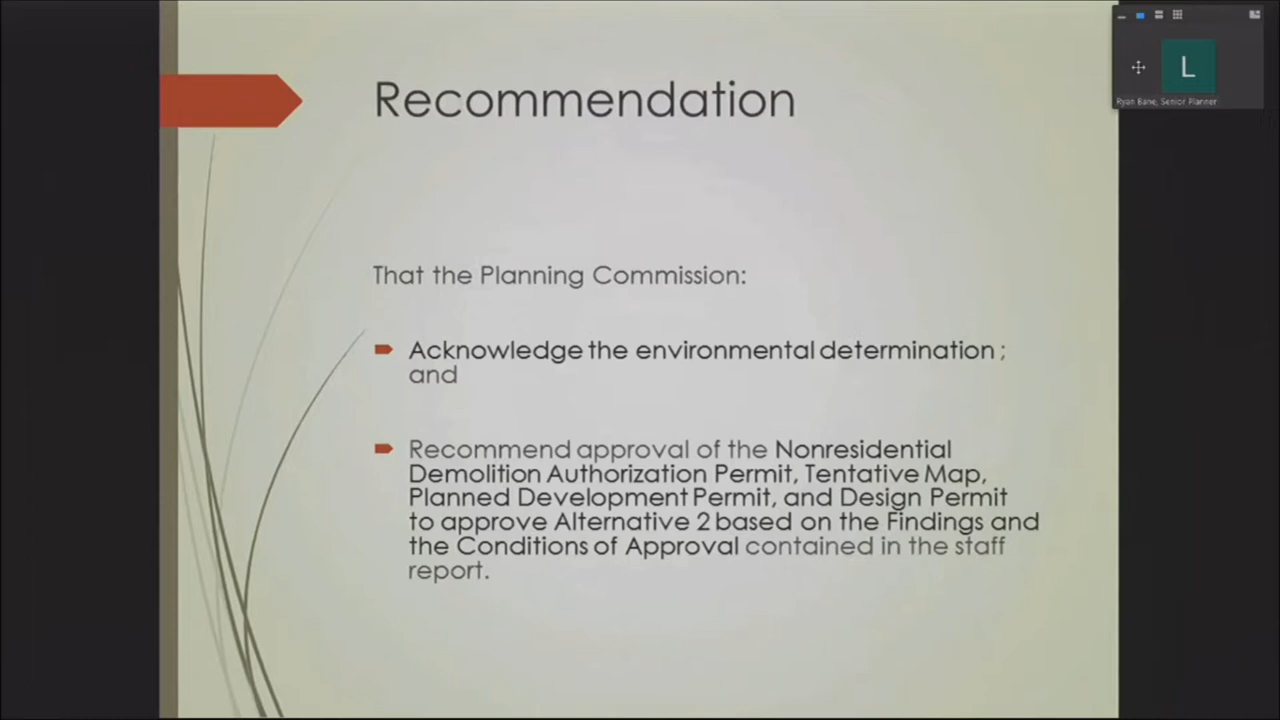 Recommendation
L
Ryan Bane, Senior Planner
That the Planning Commission:
Acknowledge the environmental determination ;
and
Recommend approval of the Nonresidential
Demolition Authorization Permit, Tentative Map,
Planned Development Permit, and Design Permit
to approve Alternative 2 based on the Findings and
the Conditions of Approval contained in the staff
report.